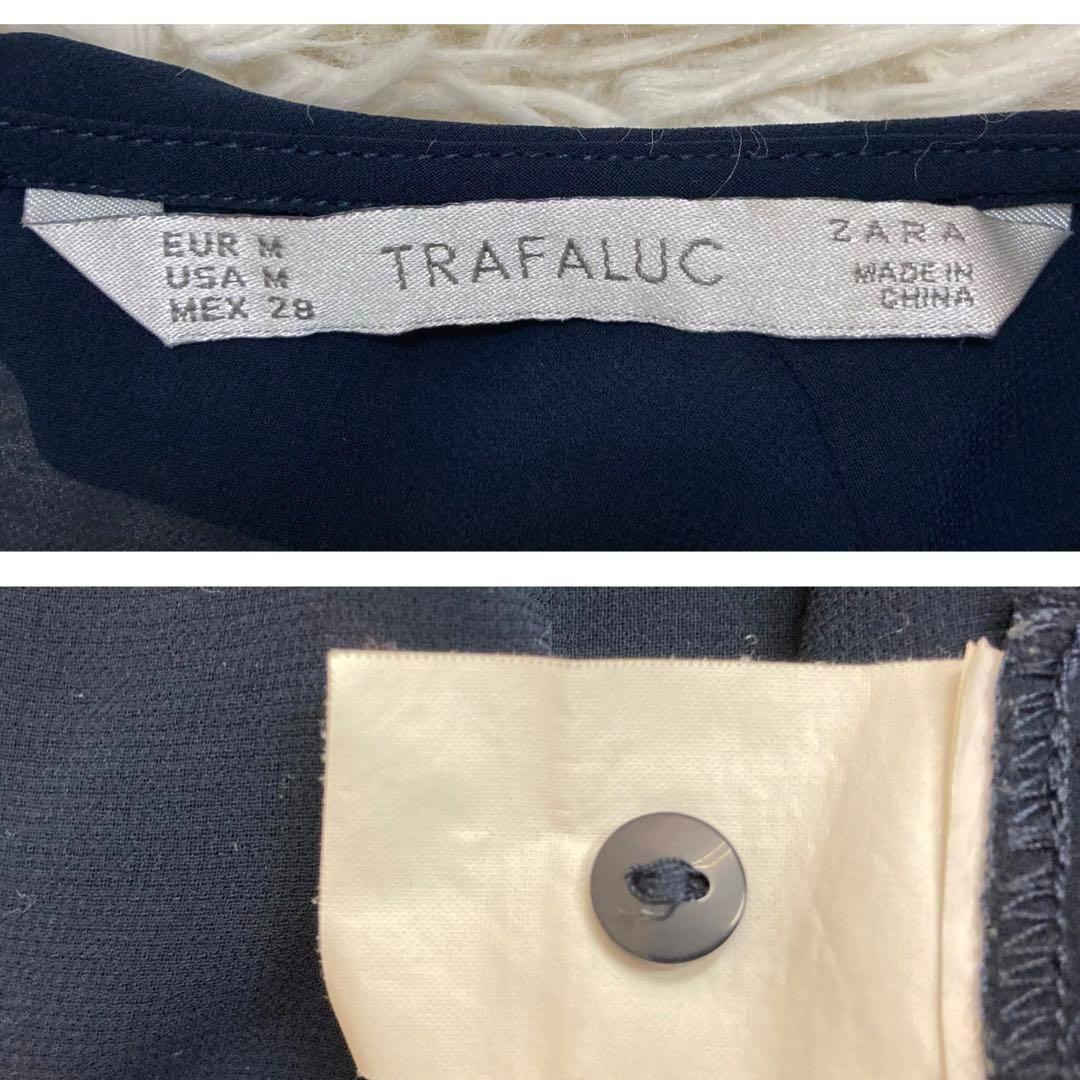 EUR M
USA M
MEX 28
TRAFALUC
ZARA
MADE IN
CHINA